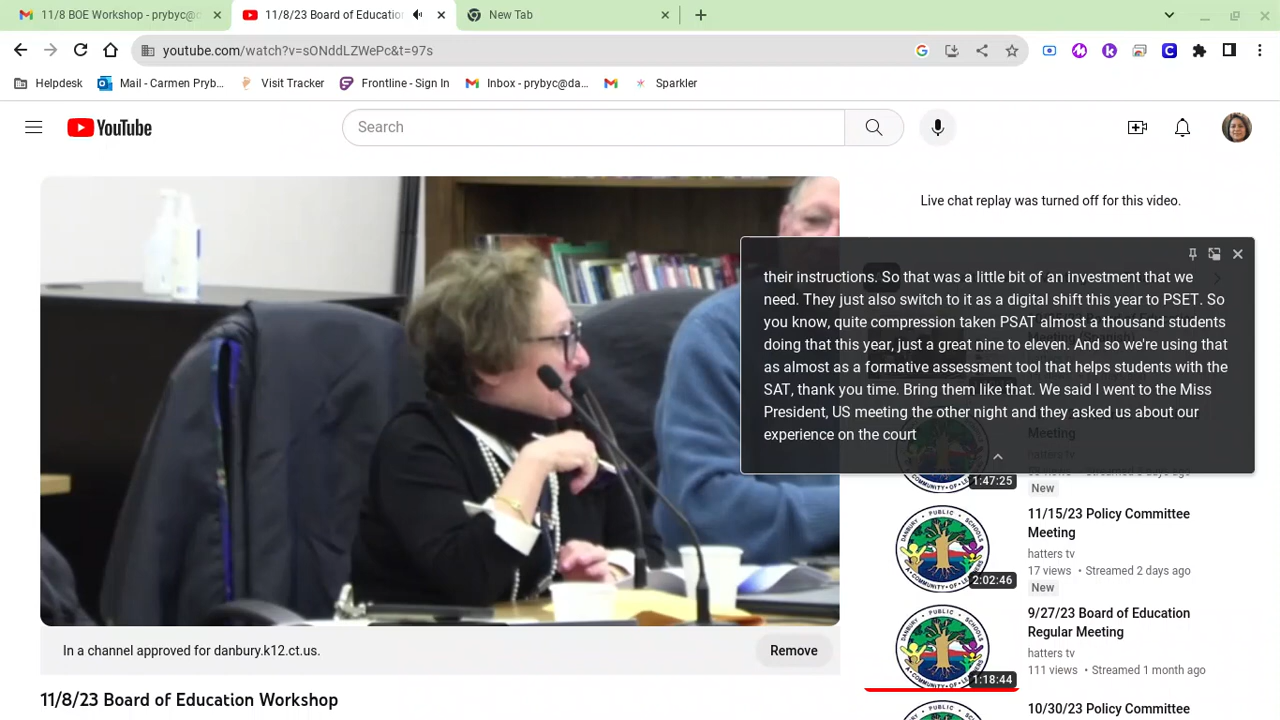 11/8 BOE Workshop - prybyc@d
11/8/23 Board of Education
New Tab
youtube.com/watch?v=sONddLZWePc&t=97s
Helpdesk
Mail - Carmen Pryb...
Visit Tracker
Frontline - Sign In
Inbox - prybyc@da...
Sparkler
YouTube
Search
Live chat replay was turned off for this video.
their instructions. So that was a little bit of an investment that we
need. They just also switch to it as a digital shift this year to PSET. So
you know, quite compression taken PSAT almost a thousand students
doing that this year, just a great nine to eleven. And so we're using that
as almost as a formative assessment tool that helps students with the
SAT, thank you time. Bring them like that. We said I went to the Miss
President, US meeting the other night and they asked us about our
experience on the court
Meeting
1:47:25
New
11/15/23 Policy Committee
Meeting
hatters tv
17 views • Streamed 2 days ago
2:02:46
New
9/27/23 Board of Education
Regular Meeting
hatters tv
111 views • Streamed 1 month ago
1:18:44
10/30/23 Policy Committee
In a channel approved for danbury.k12.ct.us.
Remove
11/8/23 Board of Education Workshop